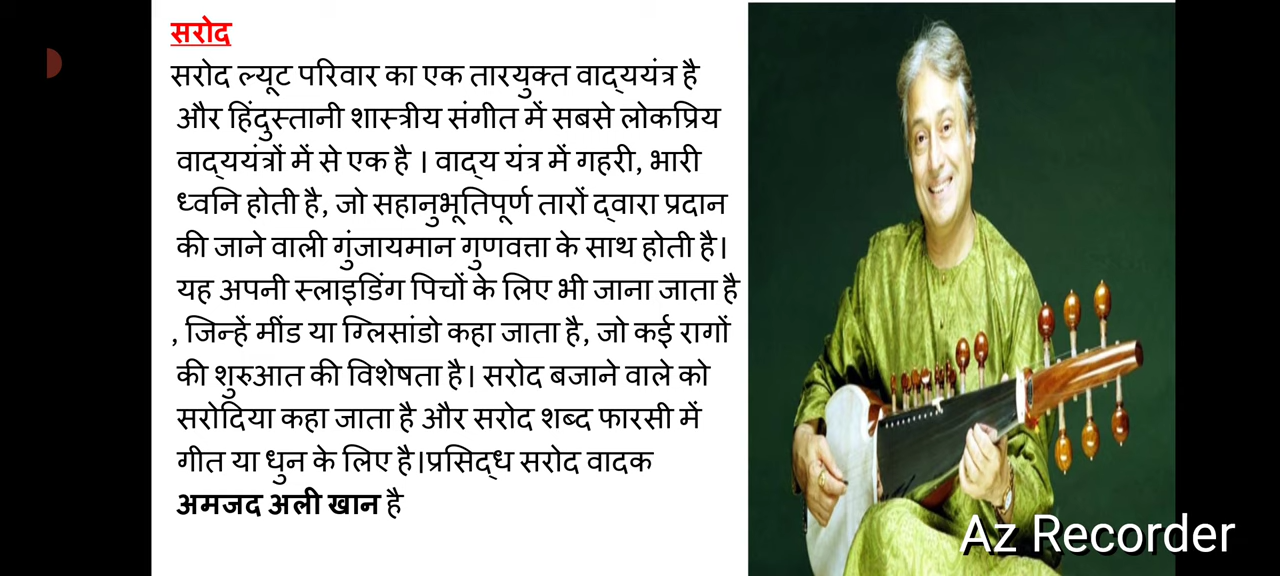 सरोद
सरोद ल्यूट परिवार का एक तारयुक्त वाद्ययंत्र है
और हिंदुस्तानी शास्त्रीय संगीत में सबसे लोकप्रिय
वाद्ययंत्रों में से एक है । वाद्य यंत्र में गहरी, भारी
ध्वनि होती है, जो सहानुभूतिपूर्ण तारों द्वारा प्रदान
की जाने वाली गुंजायमान गुणवत्ता के साथ होती है।
यह अपनी स्लाइडिंग पिचों के लिए भी जाना जाता है
, जिन्हें मींड या ग्लिसांडो कहा जाता है, जो कई रागों
की शुरुआत की विशेषता है। सरोद बजाने वाले को
सरोदिया कहा जाता है और सरोद शब्द फारसी में
गीत या धुन के लिए है।प्रसिद्ध सरोद वादक
अमजद अली खान है
Az Recorder